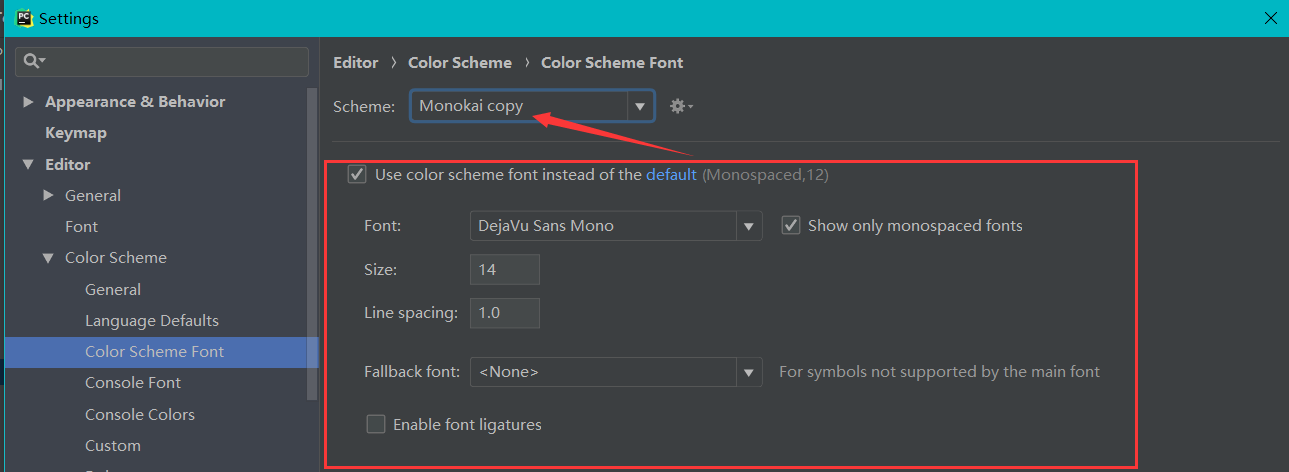 PC Settings
Editor › Color Scheme › Color Scheme Font
Scheme: Monokai copy
Appearance & Behavior
Keymap
Editor
General
Font
Color Scheme
General
Language Defaults
Color Scheme Font
Console Font
Console Colors
Custom
Use color scheme font instead of the default (Monospaced,12)
Font: DejaVu Sans Mono Show only monospaced fonts
Size: 14
Line spacing: 1.0
Fallback font: <None> For symbols not supported by the main font
Enable font ligatures